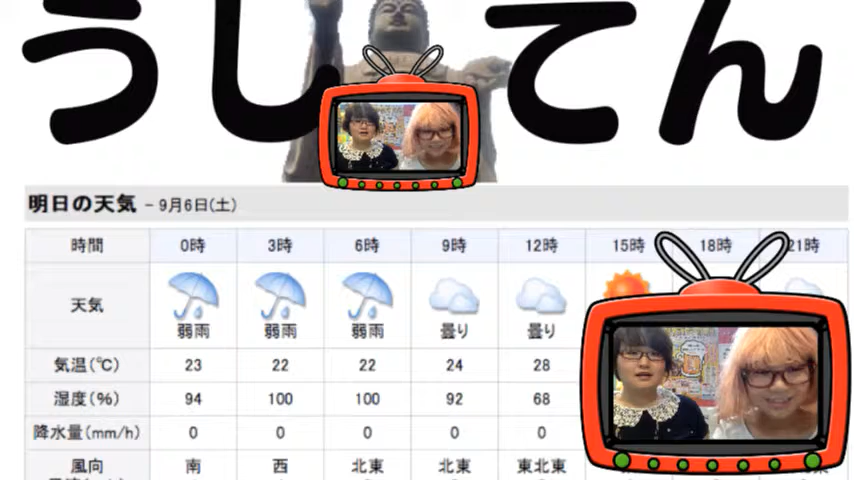 うしてん
明日の天気 - 9月6日(土)
時間 0時 3時 6時 9時 12時 15時 18時 21時
天気 弱雨 弱雨 弱雨 曇り 曇り
気温(℃) 23 22 22 24 28
湿度(%) 94 100 100 92 68
降水量(mm/h) 0 0 0 0 0
風向 南 西 北東 北東 東北東